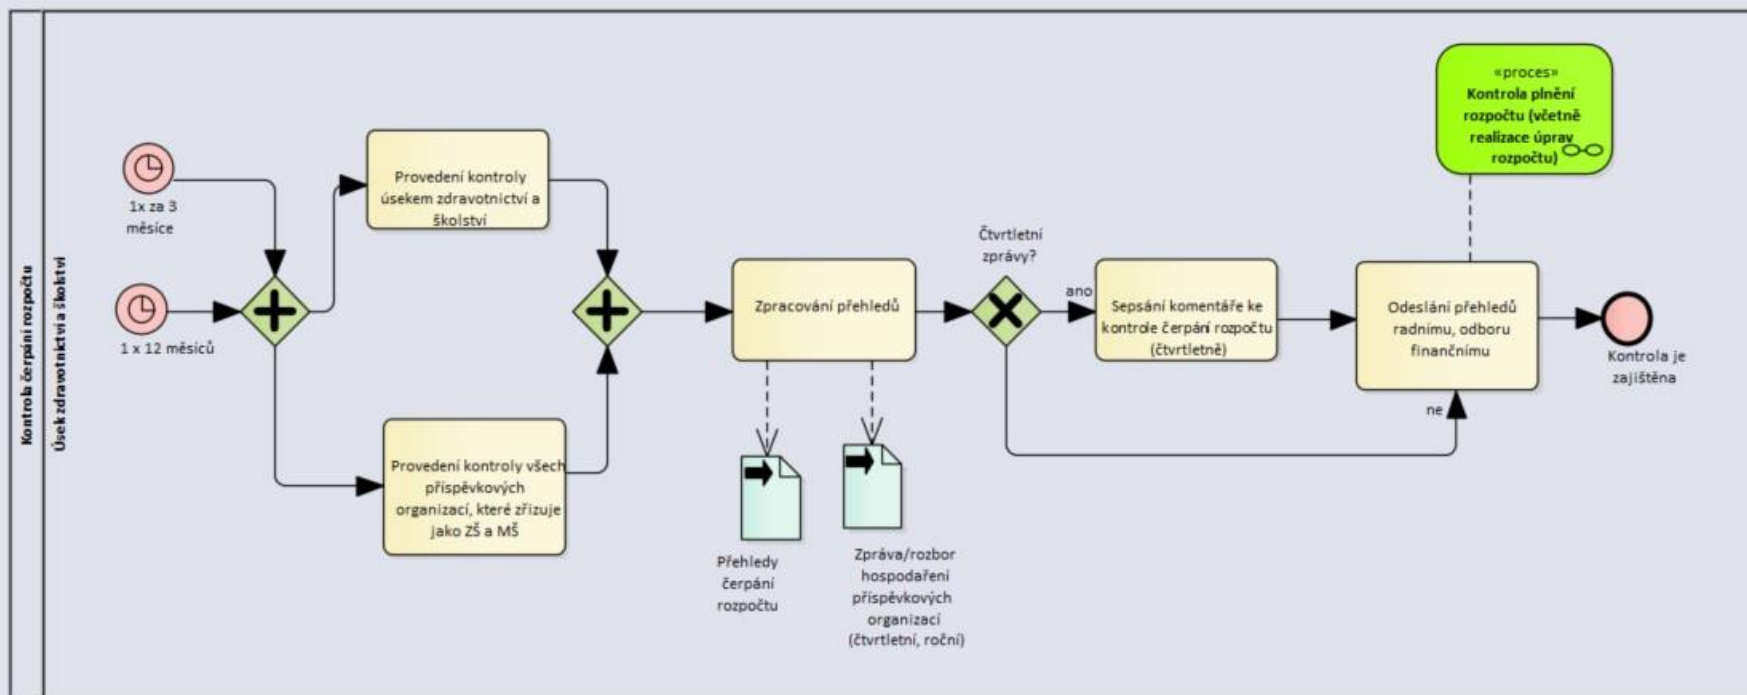 Kontrola čerpání rozpočtu
Úsek zdravotnictví a školství
1x za 3
měsíce
1 x 12 měsíců
Provedení kontroly
úsekem zdravotnictví a
školství
Provedení kontroly všech
příspěvkových
organizací, které zřizuje
jako ZŠ a MŠ
Zpracování přehledů
Přehledy
čerpání
rozpočtu
Zpráva/rozbor
hospodaření
příspěvkových
organizací
(čtvrtletní, roční)
Čtvrtletní
zprávy?
ano
Sepsání komentáře ke
kontrole čerpání rozpočtu
(čtvrtletně)
ne
«proces»
Kontrola plnění
rozpočtu (včetně
realizace úprav
rozpočtu)
Odeslání přehledů
radnímu, odboru
finančnímu
Kontrola je
zajištěna